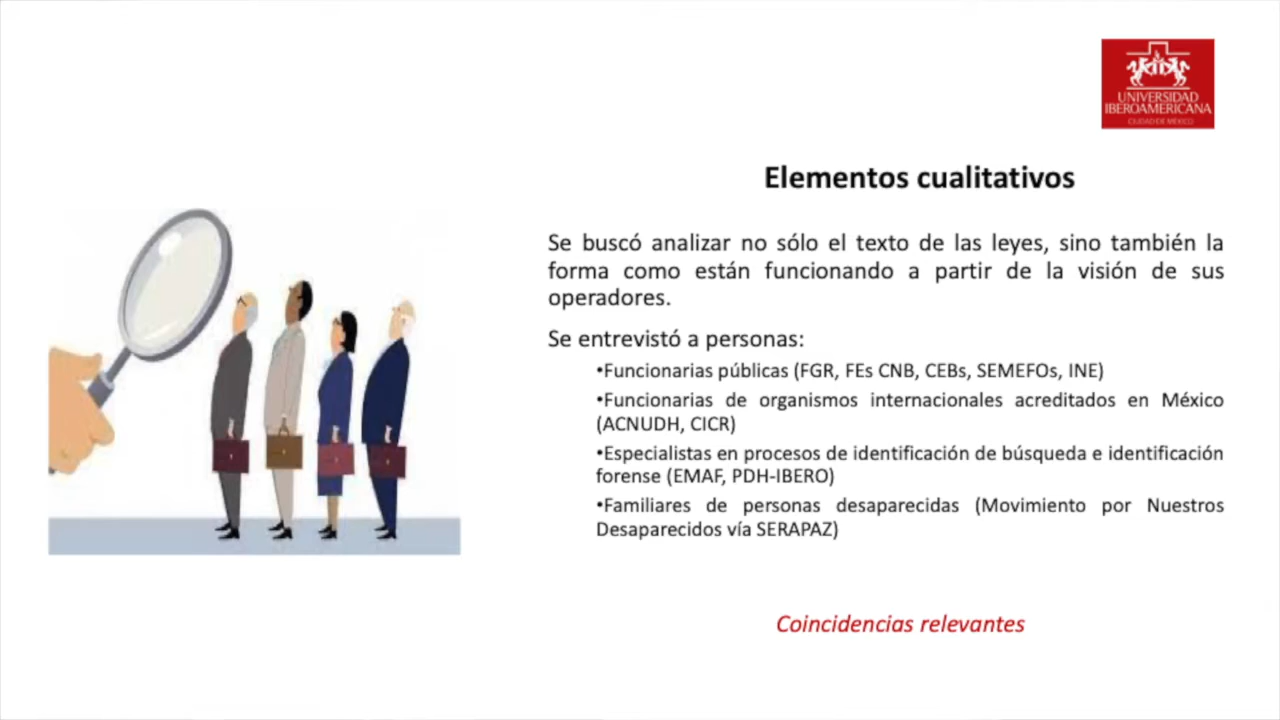 UNIVERSIDAD
IBEROAMERICANA
CIUDAD DE MÉXICO
Elementos cualitativos
Se buscó analizar no sólo el texto de las leyes, sino también la
forma como están funcionando a partir de la visión de sus
operadores.
Se entrevistó a personas:
•Funcionarias públicas (FGR, FEs CNB, CEBs, SEMEFOs, INE)
•Funcionarias de organismos internacionales acreditados en México
(ACNUDH, CICR)
•Especialistas en procesos de identificación de búsqueda e identificación
forense (EMAF, PDH-IBERO)
•Familiares de personas desaparecidas (Movimiento por Nuestros
Desaparecidos vía SERAPAZ)
Coincidencias relevantes